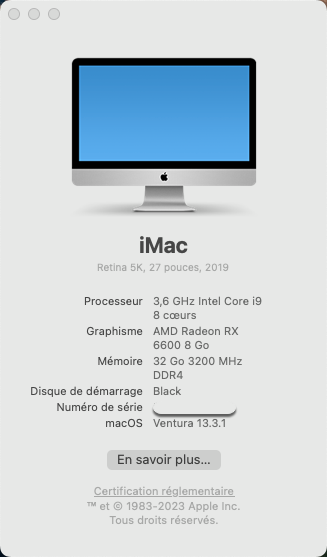 iMac
Retina 5K, 27 pouces, 2019
Processeur 3,6 GHz Intel Core i9
8 cœurs
Graphisme AMD Radeon RX
6600 8 Go
Mémoire 32 Go 3200 MHz
DDR4
Disque de démarrage Black
Numéro de série
macOS Ventura 13.3.1
En savoir plus...
Certification réglementaire
™ et © 1983-2023 Apple Inc.
Tous droits réservés.